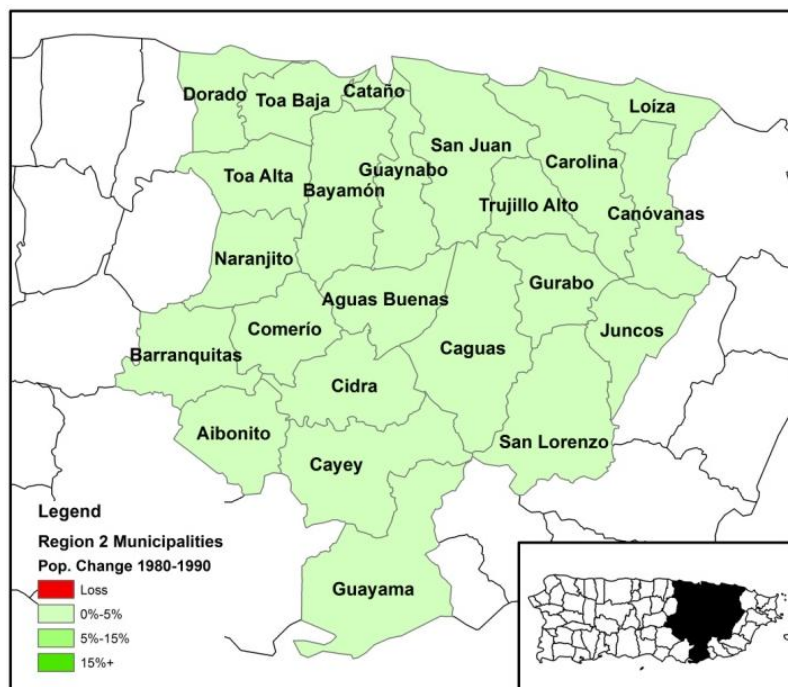 Dorado
Toa Baja
Cataño
Loíza
San Juan
Carolina
Toa Alta
Bayamón
Guaynabo
Trujillo Alto
Canóvanas
Naranjito
Gurabo
Aguas Buenas
Comerío
Juncos
Barranquitas
Caguas
Cidra
Aibonito
San Lorenzo
Cayey
Guayama
Legend
Region 2 Municipalities
Pop. Change 1980-1990
Loss
0%-5%
5%-15%
15%+